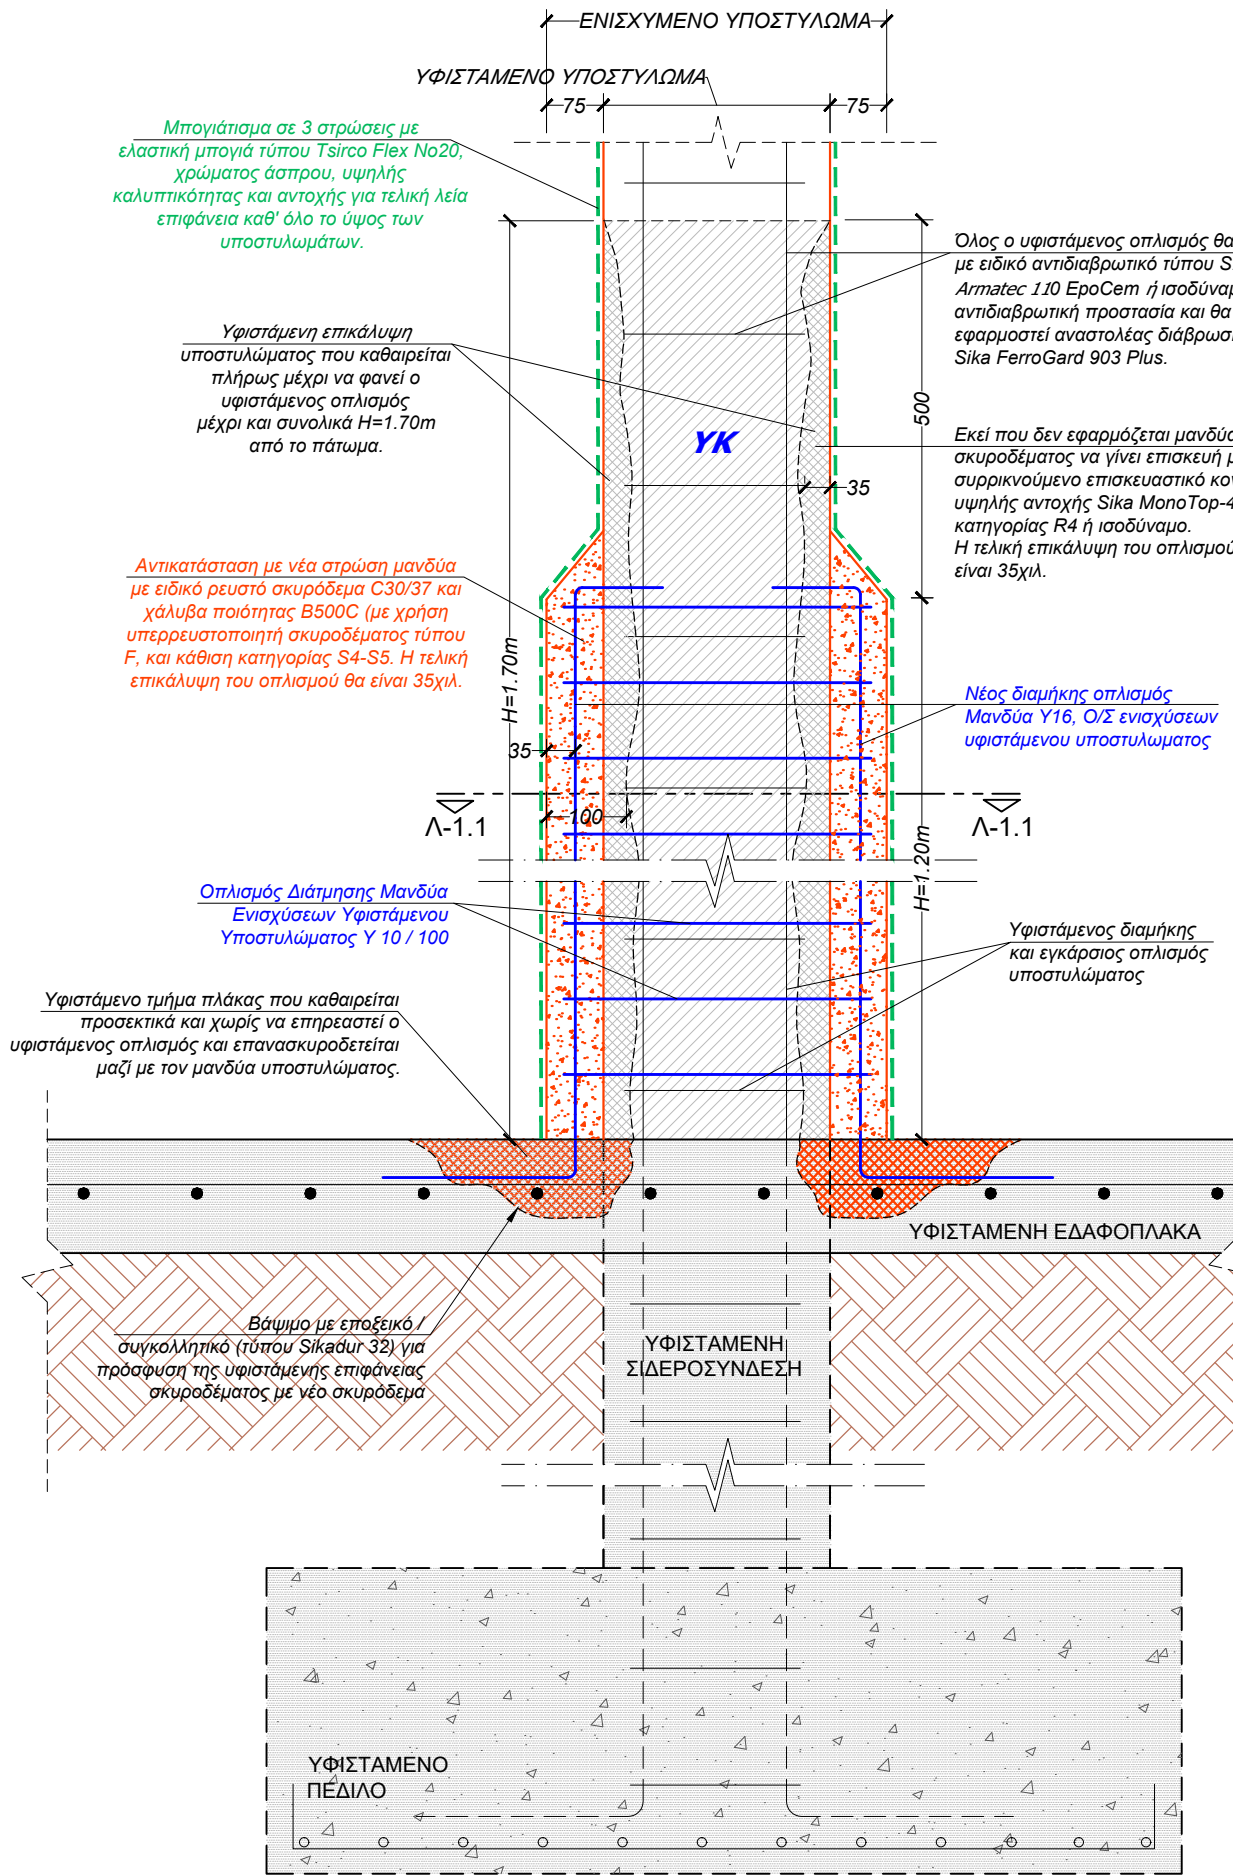 ΕΝΙΣΧΥΜΕΝΟ ΥΠΟΣΤΥΛΩΜΑ
ΥΦΙΣΤΑΜΕΝΟ ΥΠΟΣΤΥΛΩΜΑ
75
75
Μπογιάτισμα σε 3 στρώσεις με
ελαστική μπογιά τύπου Tsirco Flex No20,
χρώματος άσπρου, υψηλής
καλυπτικότητας και αντοχής για τελική λεία
επιφάνεια καθ' όλο το ύψος των
υποστυλωμάτων.
Όλος ο υφιστάμενος οπλισμός θα
με ειδικό αντιδιαβρωτικό τύπου S
Armatec 110 EpoCem ή ισοδύναμ
αντιδιαβρωτική προστασία και θα
εφαρμοστεί αναστολέας διάβρωσ
Sika FerroGard 903 Plus.
Υφιστάμενη επικάλυψη
υποστυλώματος που καθαιρείται
πλήρως μέχρι να φανεί ο
υφιστάμενος οπλισμός
μέχρι και συνολικά H=1.70m
από το πάτωμα.
500
ΥΚ
35
Εκεί που δεν εφαρμόζεται μανδύα
σκυροδέματος να γίνει επισκευή μ
συρρικνούμενο επισκευαστικό κον
υψηλής αντοχής Sika MonoTop-4
κατηγορίας R4 ή ισοδύναμο.
Η τελική επικάλυψη του οπλισμού
είναι 35χιλ.
Αντικατάσταση με νέα στρώση μανδύα
με ειδικό ρευστό σκυρόδεμα C30/37 και
χάλυβα ποιότητας B500C (με χρήση
υπερρευστοποιητή σκυροδέματος τύπου
F, και κάθιση κατηγορίας S4-S5. Η τελική
επικάλυψη του οπλισμού θα είναι 35χιλ.
H=1.70m
Νέος διαμήκης οπλισμός
Μανδύα Υ16, Ο/Σ ενισχύσεων
υφιστάμενου υποστυλωματος
35
100
Λ-1.1
Λ-1.1
H=1.20m
Οπλισμός Διάτμησης Μανδύα
Ενισχύσεων Υφιστάμενου
Υποστυλώματος Υ 10 / 100
Υφιστάμενος διαμήκης
και εγκάρσιος οπλισμός
υποστυλώματος
Υφιστάμενο τμήμα πλάκας που καθαιρείται
προσεκτικά και χωρίς να επηρεαστεί ο
υφιστάμενος οπλισμός και επανασκυροδετείται
μαζί με τον μανδύα υποστυλώματος.
ΥΦΙΣΤΑΜΕΝΗ ΕΔΑΦΟΠΛΑΚΑ
Βάψιμο με εποξεικό /
συγκολλητικό (τύπου Sikadur 32) για
πρόσφυση της υφιστάμενης επιφάνειας
σκυροδέματος με νέο σκυρόδεμα
ΥΦΙΣΤΑΜΕΝΗ
ΣΙΔΕΡΟΣΥΝΔΕΣΗ
ΥΦΙΣΤΑΜΕΝΟ
ΠΕΔΙΛΟ